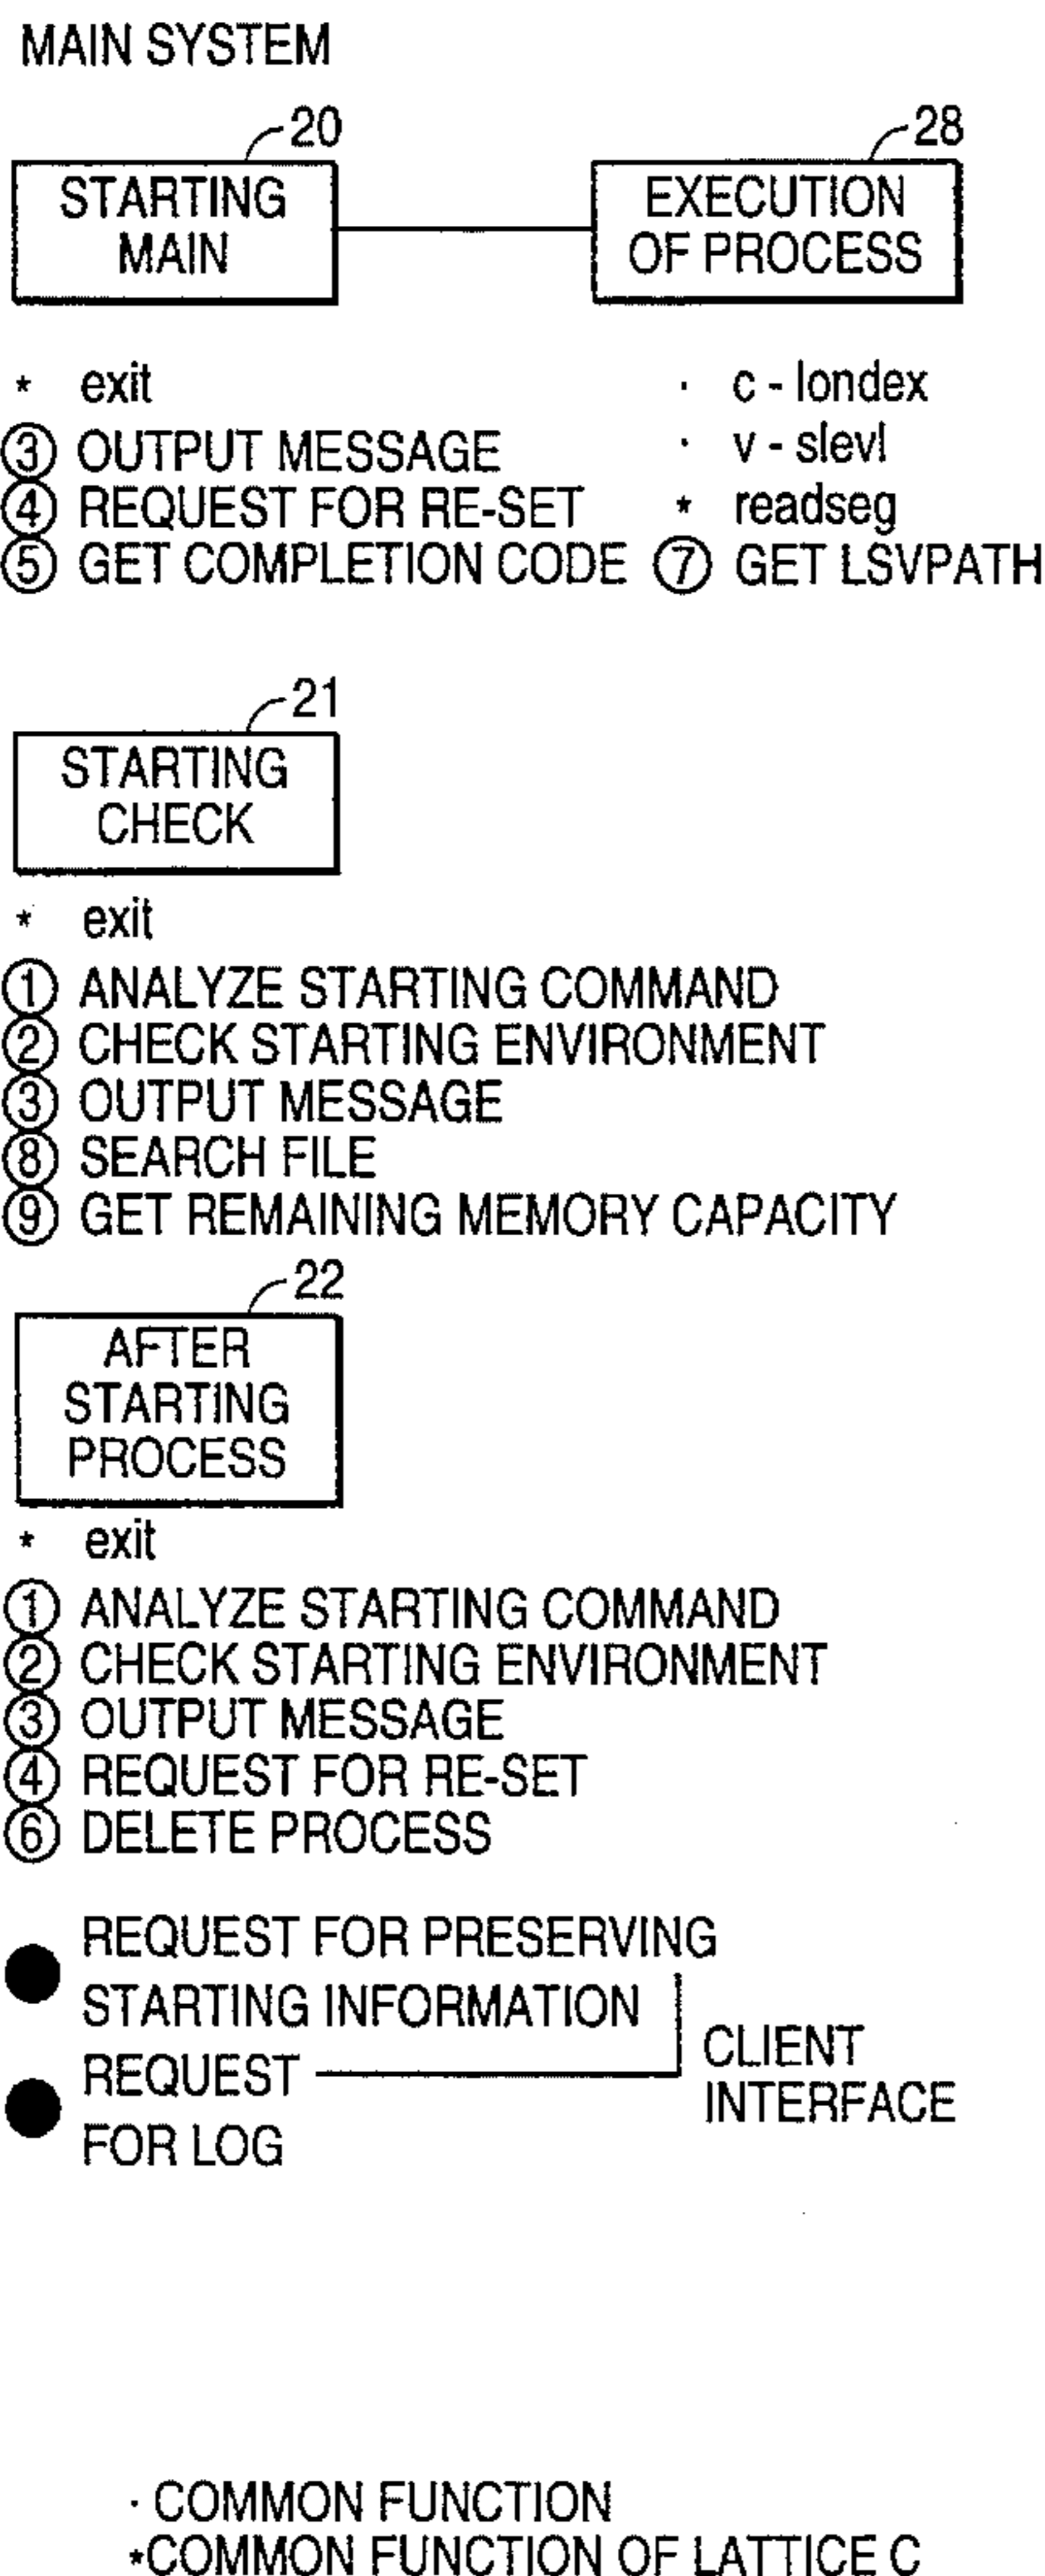 MAIN SYSTEM
20
STARTING
MAIN
28
EXECUTION
OF PROCESS
* exit
③ OUTPUT MESSAGE
④ REQUEST FOR RE-SET
⑤ GET COMPLETION CODE
· c - londex
· v - slevl
* readseg
⑦ GET LSVPATH
21
STARTING
CHECK
* exit
① ANALYZE STARTING COMMAND
② CHECK STARTING ENVIRONMENT
③ OUTPUT MESSAGE
⑧ SEARCH FILE
⑨ GET REMAINING MEMORY CAPACITY
22
AFTER
STARTING
PROCESS
* exit
① ANALYZE STARTING COMMAND
② CHECK STARTING ENVIRONMENT
③ OUTPUT MESSAGE
④ REQUEST FOR RE-SET
⑥ DELETE PROCESS
● REQUEST FOR PRESERVING
STARTING INFORMATION
● REQUEST
FOR LOG
CLIENT
INTERFACE
· COMMON FUNCTION
*COMMON FUNCTION OF LATTICE C